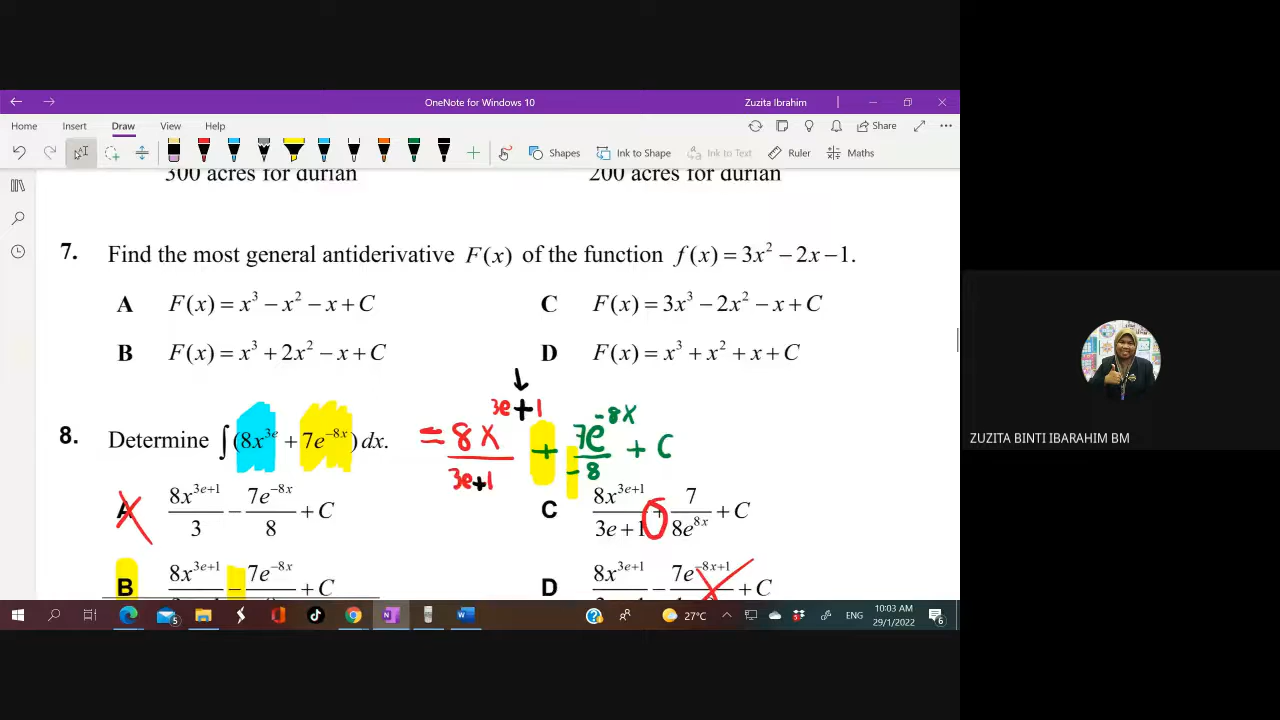 OneNote for Windows 10
Zuzita Ibrahim
Home Insert Draw View Help
Share
Shapes Ink to Shape Ink to Text Ruler Maths
300 acres for durian 200 acres for durian
7. Find the most general antiderivative F(x) of the function f(x) = 3x² − 2x − 1.
A F(x) = x³ − x² − x + C C F(x) = 3x³ − 2x² − x + C
B F(x) = x³ + 2x² − x + C D F(x) = x³ + x² + x + C
8. Determine ∫(8x^{3e} + 7e^{−8x}) dx. = 8x^{3e+1}/(3e+1) + 7e^{−8x}/−8 + C
A 8x^{3e+1}/3 − 7e^{−8x}/8 + C C 8x^{3e+1}/(3e+1) + 7/(8e^{8x}) + C
B 8x^{3e+1} − 7e^{−8x} + C D 8x^{3e+1} − 7e^{−8x+1} + C
ZUZITA BINTI IBARAHIM BM
5
27°C
ENG
10:03 AM
29/1/2022
6